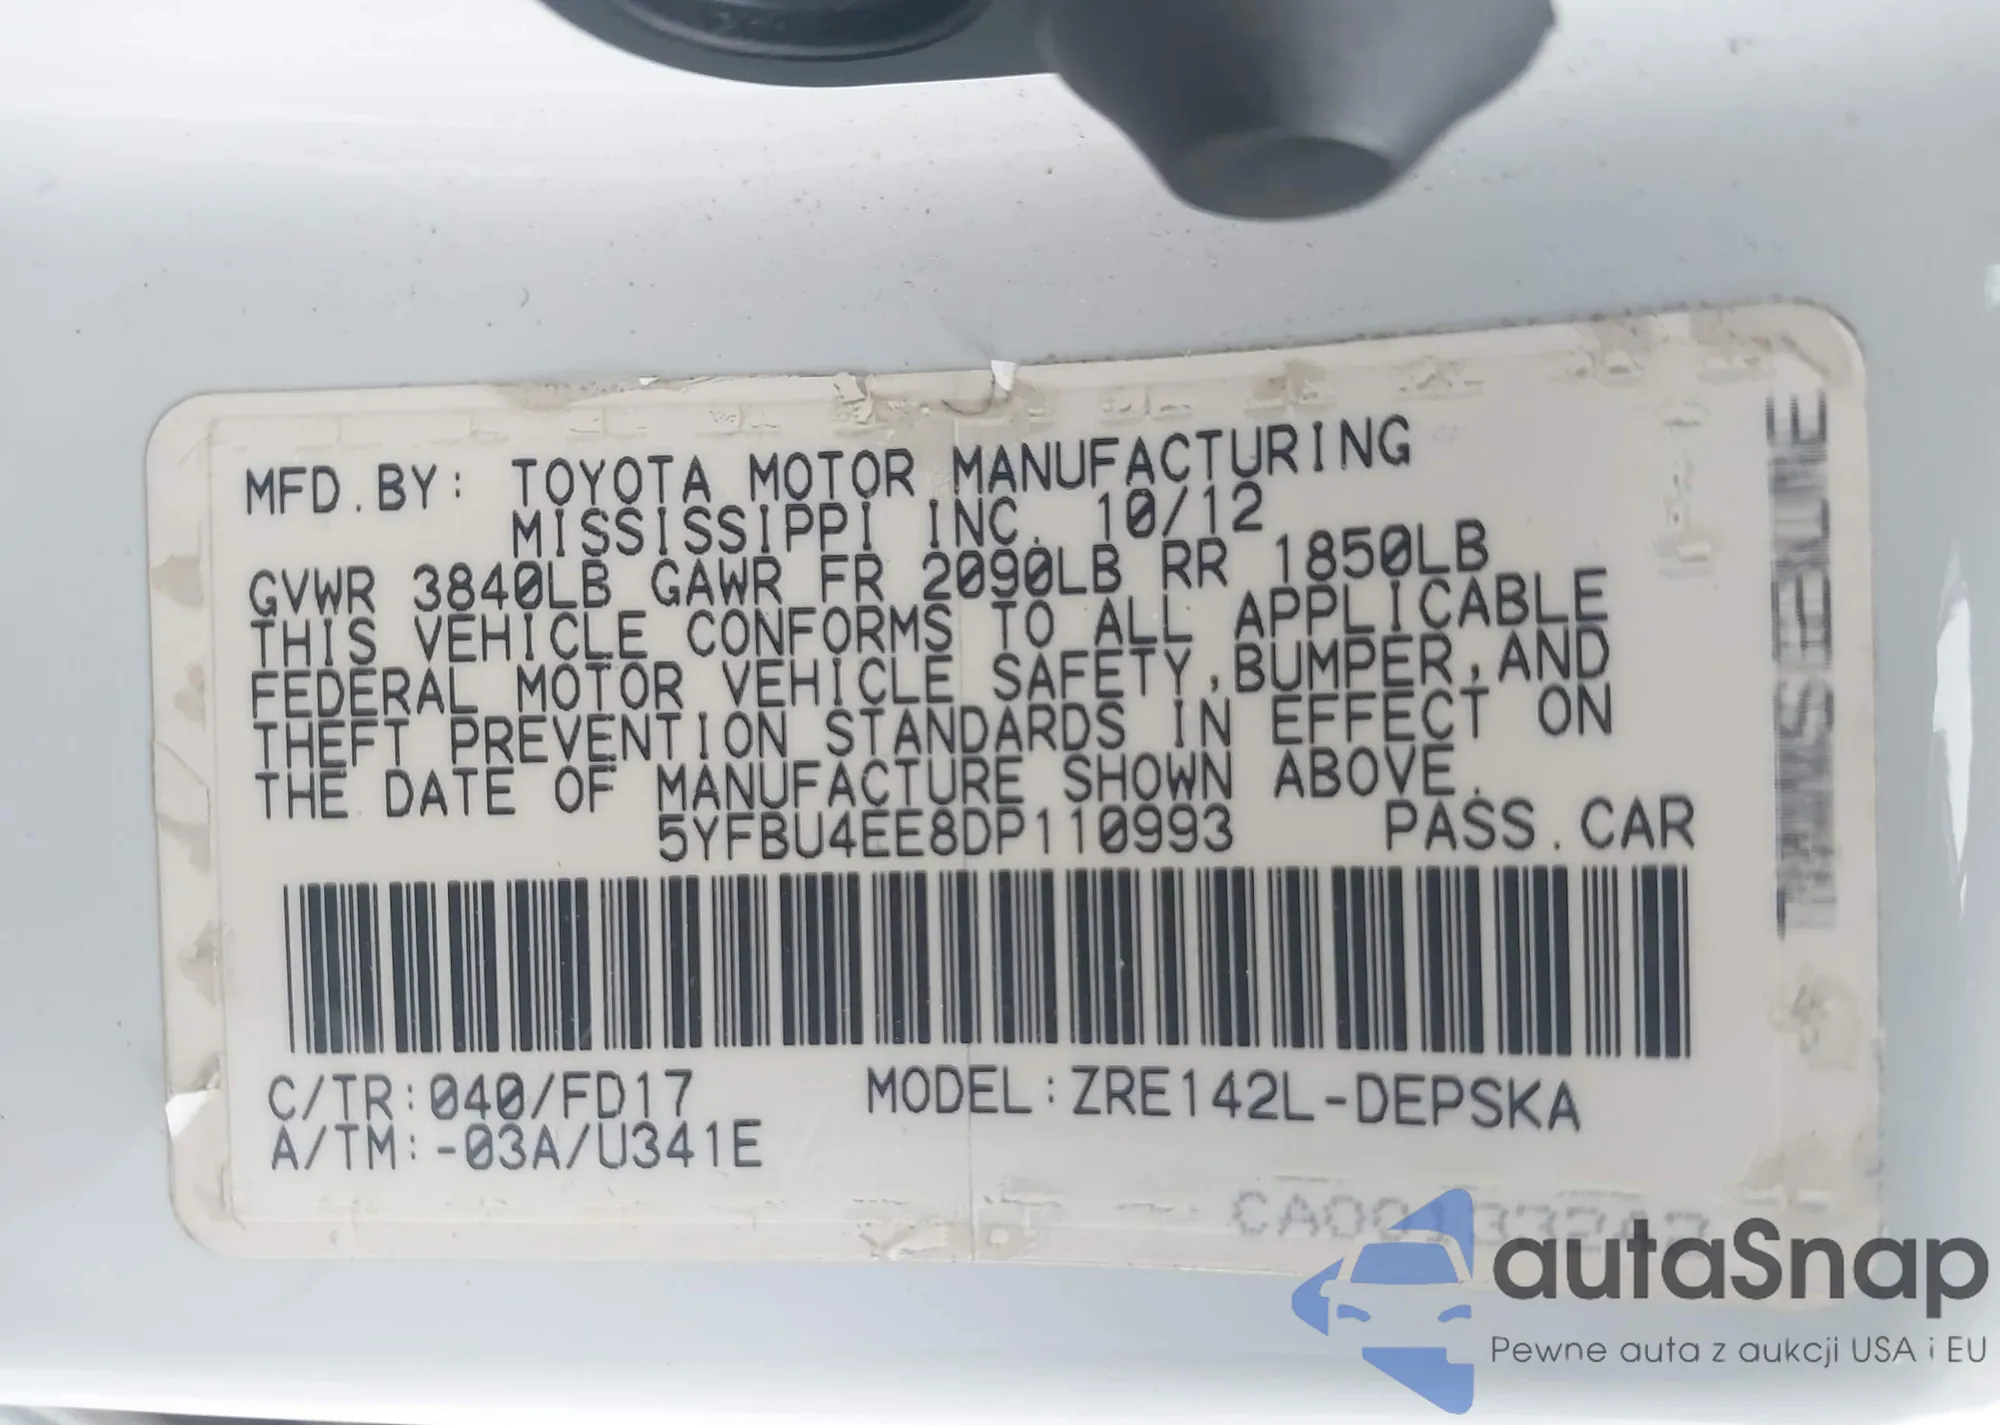 MFD.BY: TOYOTA MOTOR MANUFACTURING
MISSISSIPPI INC. 10/12
GVWR 3840LB GAWR FR 2090LB RR 1850LB
THIS VEHICLE CONFORMS TO ALL APPLICABLE
FEDERAL MOTOR VEHICLE SAFETY,BUMPER,AND
THEFT PREVENTION STANDARDS IN EFFECT ON
THE DATE OF MANUFACTURE SHOWN ABOVE.
5YFBU4EE8DP110993 PASS.CAR
C/TR:040/FD17 MODEL:ZRE142L-DEPSKA
A/TM:-03A/U341E
autaSnap
Pewne auta z aukcji USA i EU